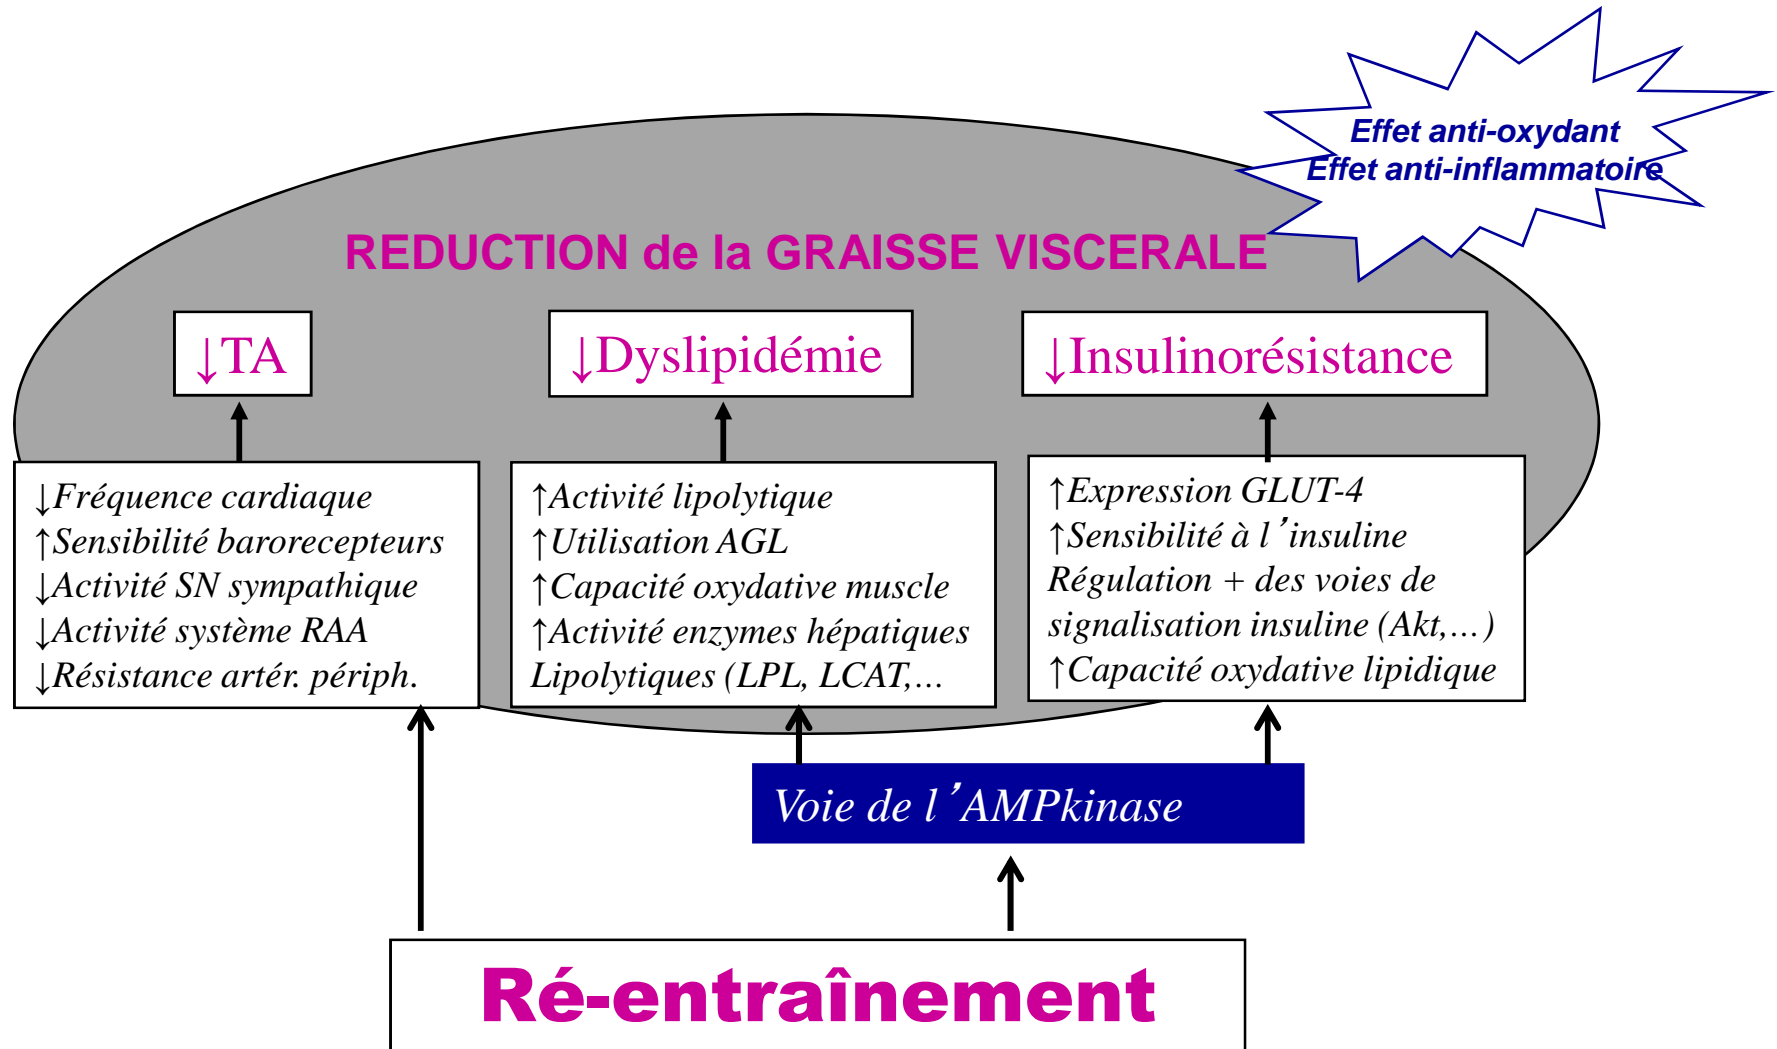 Effet anti-oxydant
Effet anti-inflammatoire
REDUCTION de la GRAISSE VISCERALE
↓TA
↓Dyslipidémie
↓Insulinorésistance
↓Fréquence cardiaque
↑Sensibilité barorecepteurs
↓Activité SN sympathique
↓Activité système RAA
↓Résistance artér. périph.
↑Activité lipolytique
↑Utilisation AGL
↑Capacité oxydative muscle
↑Activité enzymes hépatiques
Lipolytiques (LPL, LCAT,…
↑Expression GLUT-4
↑Sensibilité à l’insuline
Régulation + des voies de
signalisation insuline (Akt,…)
↑Capacité oxydative lipidique
Voie de l’AMPkinase
Ré-entraînement